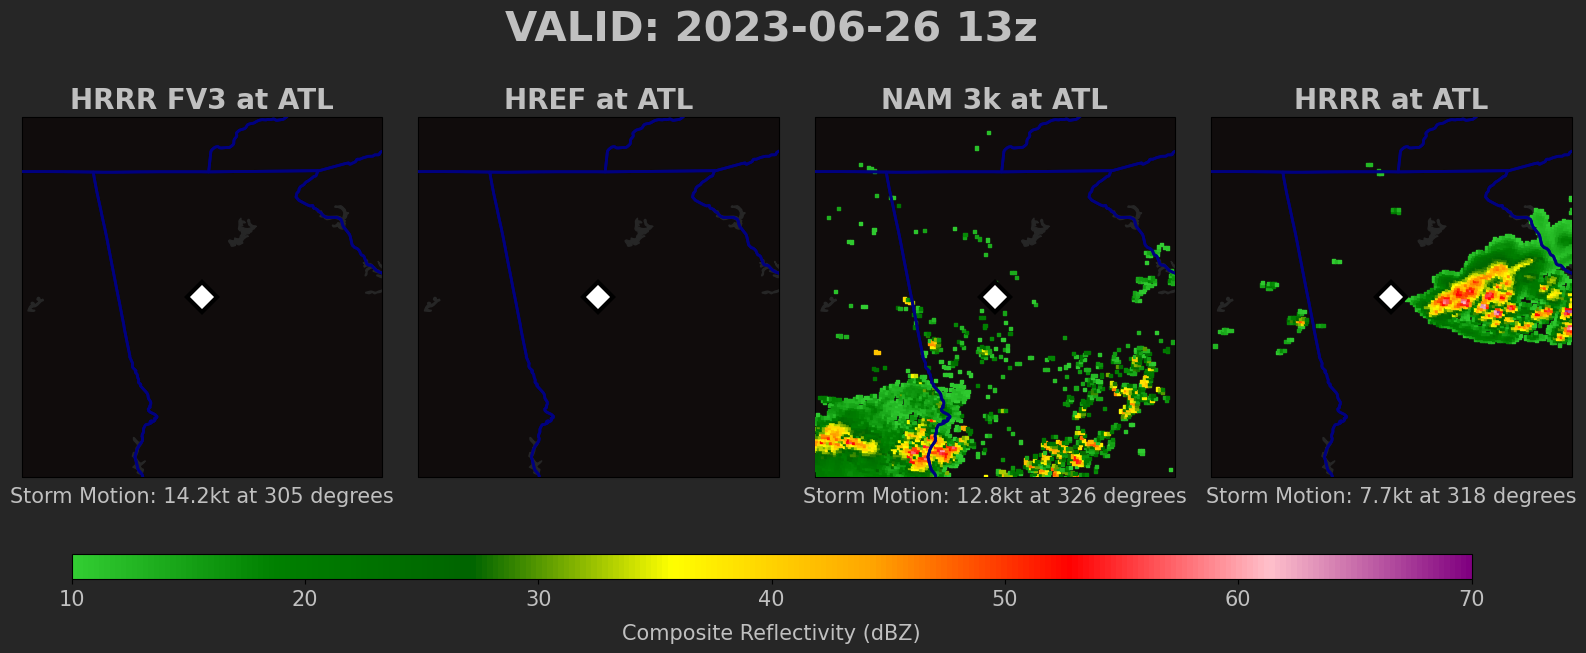 VALID: 2023-06-26 13z
HRRR FV3 at ATL
HREF at ATL
NAM 3k at ATL
HRRR at ATL
Storm Motion: 14.2kt at 305 degrees
Storm Motion: 12.8kt at 326 degrees
Storm Motion: 7.7kt at 318 degrees
10 20 30 40 50 60 70
Composite Reflectivity (dBZ)